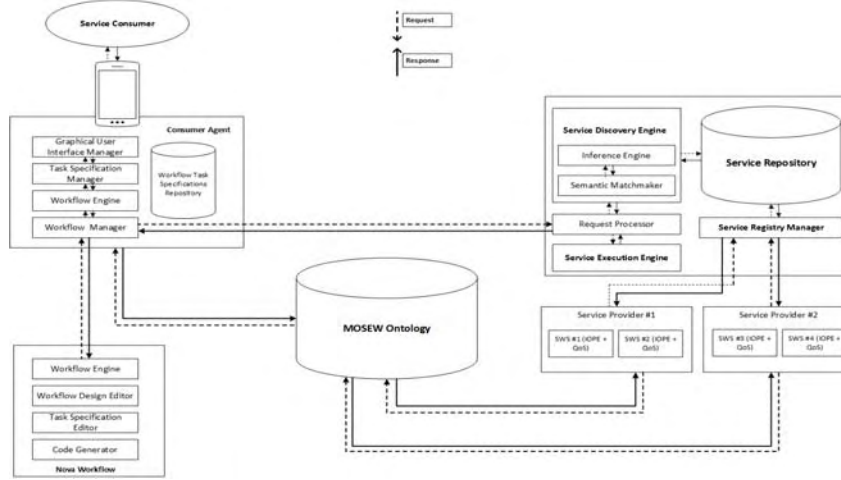 Service Consumer
Request
Response
Consumer Agent
Graphical User
Interface Manager
Task Specification
Manager
Workflow Engine
Workflow Manager
Workflow Task
Specifications
Repository
Service Discovery Engine
Inference Engine
Semantic Matchmaker
Request Processor
Service Execution Engine
Service Repository
Service Registry Manager
MOSEW Ontology
Service Provider #1
SWS #1 (IOPE +
QoS)
SWS #2 (IOPE +
QoS)
Service Provider #2
SWS #3 (IOPE +
QoS)
SWS #4 (IOPE +
QoS)
Workflow Engine
Workflow Design Editor
Task Specification
Editor
Code Generator
Nova Workflow